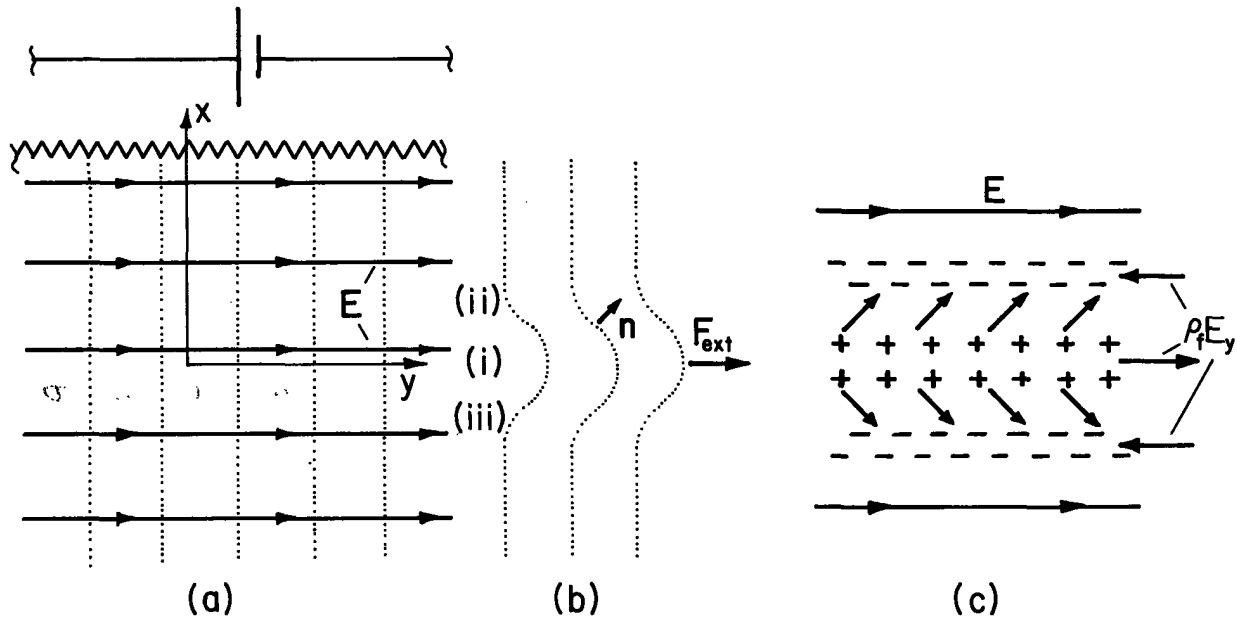 x
E
(ii)
E
n
F_ext
(i)
ρ_f E_y
y
(iii)
+ + + + + + +
+ + + + + + +
(a)
(b)
(c)